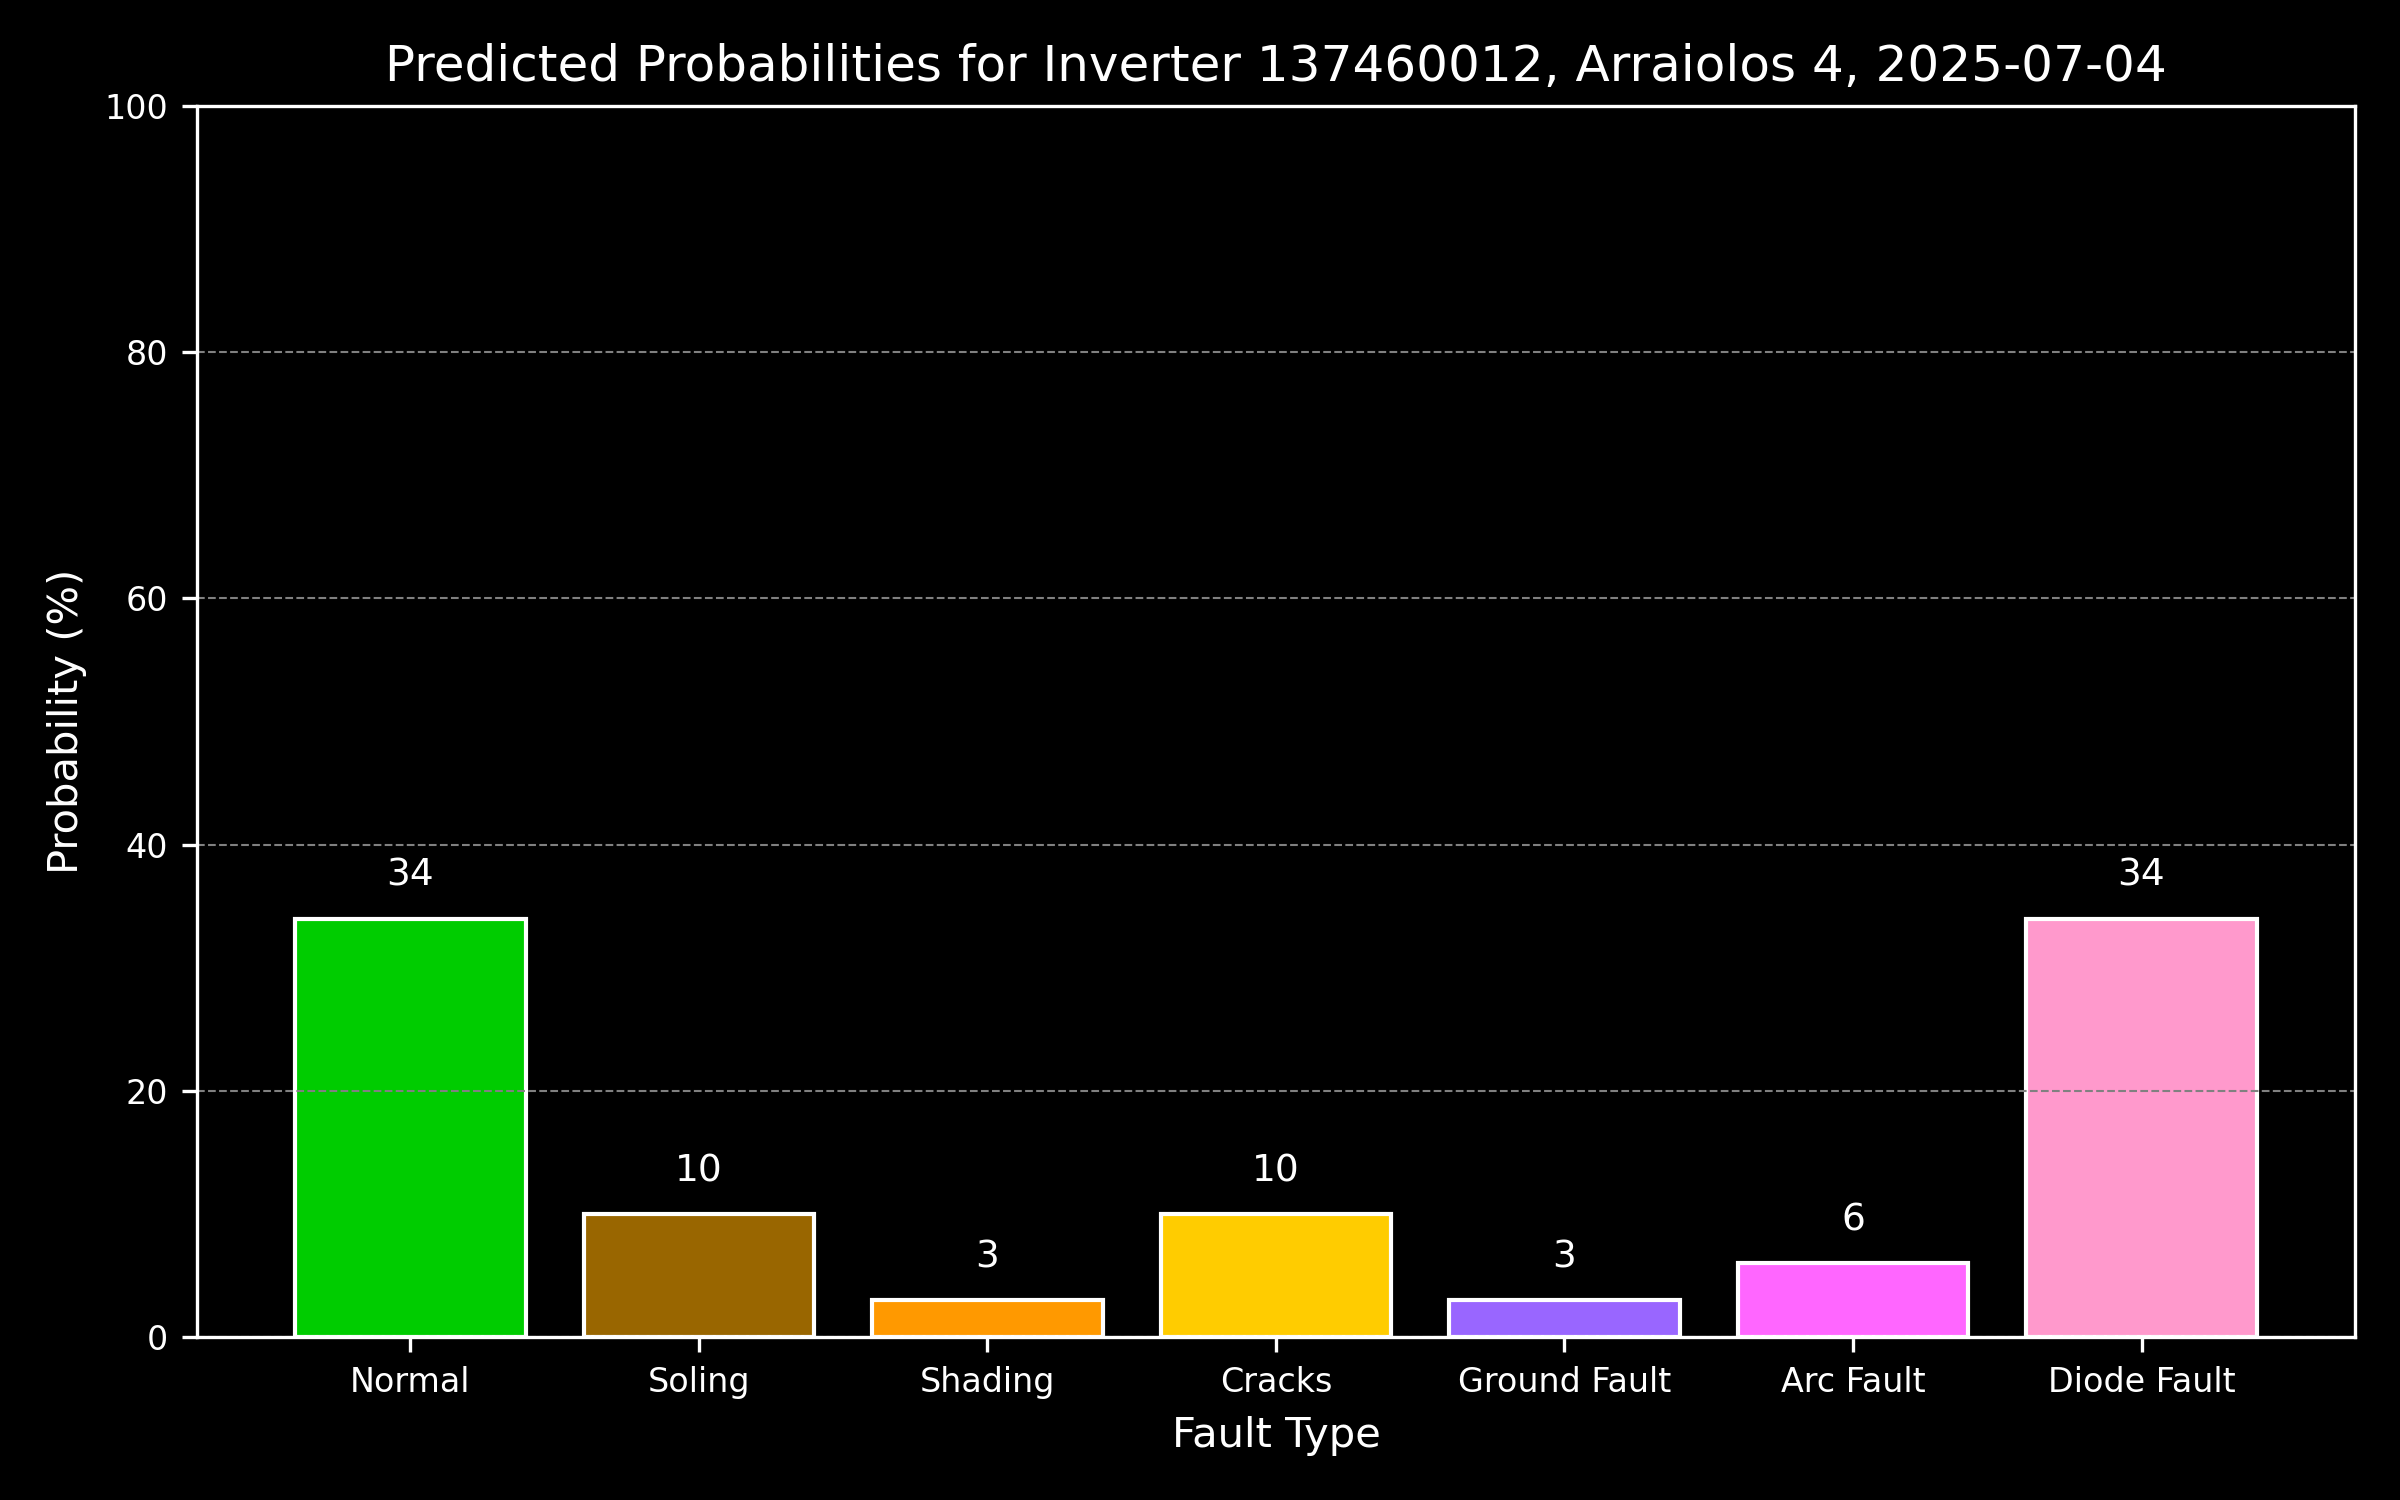 Predicted Probabilities for Inverter 137460012, Arraiolos 4, 2025-07-04
100
80
60
40
20
0
Probability (%)
34
10
3
10
3
6
34
Normal
Soling
Shading
Cracks
Ground Fault
Arc Fault
Diode Fault
Fault Type